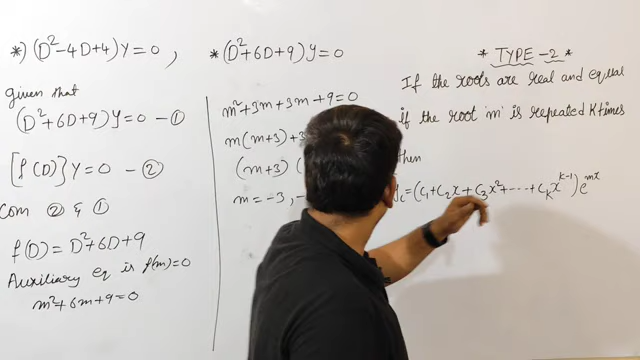 *) (D²-4D+4)Y=0 , * (D²+6D+9)Y=0
given that
(D²+6D+9)Y=0 - ①
[f(D)]Y=0 - ②
Com ② & ①
f(D)=D²+6D+9
Auxiliary eq is f(m)=0
m²+6m+9=0
m²+3m+3m+9=0
m(m+3)+3
(m+3)(
m=-3,-
* TYPE-2 *
If the roots are real and equal
if the root 'm' is repeated K times
then
=(C₁+C₂x+C₃x²+---+C_K x^{K-1})e^{mx}